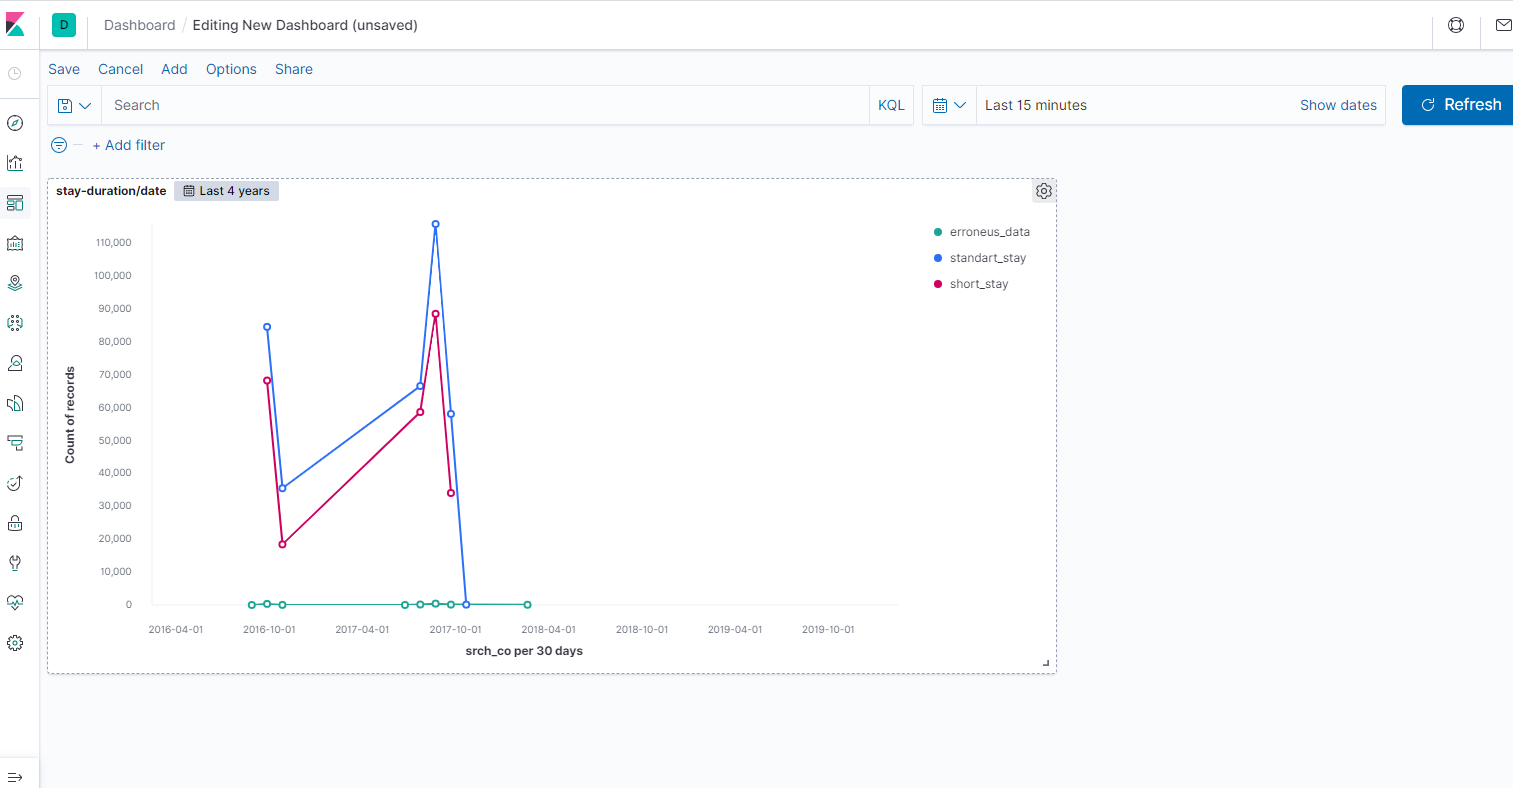 D Dashboard / Editing New Dashboard (unsaved)
Save Cancel Add Options Share
Search KQL Last 15 minutes Show dates Refresh
+ Add filter
stay-duration/date Last 4 years
110,000
100,000
90,000
80,000
70,000
60,000
50,000
40,000
30,000
20,000
10,000
0
Count of records
2016-04-01 2016-10-01 2017-04-01 2017-10-01 2018-04-01 2018-10-01 2019-04-01 2019-10-01
srch_co per 30 days
erroneus_data
standart_stay
short_stay